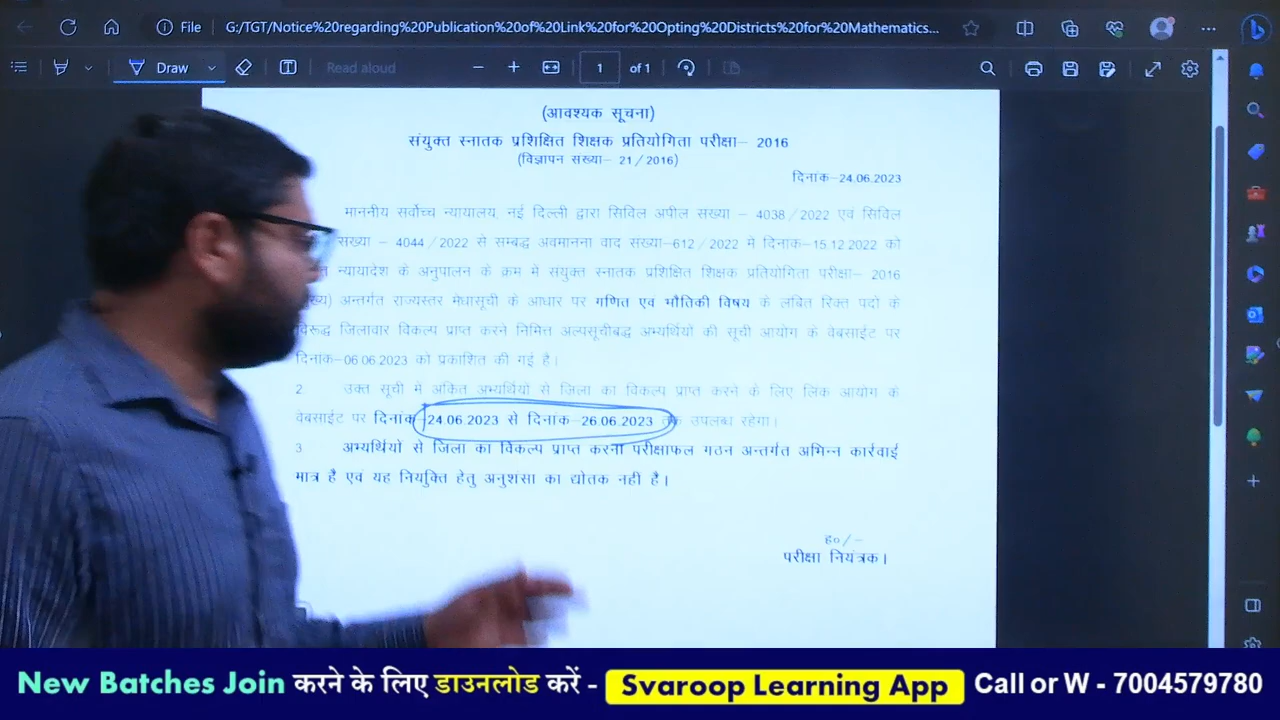 File G:/TGT/Notice%20regarding%20Publication%20of%20Link%20for%20Opting%20Districts%20for%20Mathematics...
Draw Read aloud 1 of 1
(आवश्यक सूचना)
संयुक्त स्नातक प्रशिक्षित शिक्षक प्रतियोगिता परीक्षा– 2016
(विज्ञापन सख्या– 21/2016)
दिनांक–24.06.2023
माननीय सर्वोच्च न्यायालय, नई दिल्ली द्वारा सिविल अपील सख्या – 4038/2022 एवं सिविल
सख्या – 4044/2022 से सम्बद्ध अवमानना वाद सख्या–612/2022 में दिनांक–15.12.2022 को
न्यायादेश के अनुपालन के क्रम में संयुक्त स्नातक प्रशिक्षित शिक्षक प्रतियोगिता परीक्षा– 2016
अन्तर्गत राज्यस्तर मेधासूची के आधार पर गणित एवं भौतिकी विषय के लंबित रिक्त पदों के
विरूद्ध जिलावार विकल्प प्राप्त करने निमित्त अल्पसूचीबद्ध अभ्यर्थियों की सूची आयोग के वेबसाईट पर
दिनांक–06.06.2023 को प्रकाशित की गई है।
2. उक्त सूची में अंकित अभ्यर्थियों से जिला का विकल्प प्राप्त करने के लिए लिंक आयोग के
वेबसाईट पर दिनांक–24.06.2023 से दिनांक–26.06.2023 तक उपलब्ध रहेगा।
3 अभ्यर्थियों से जिला का विकल्प प्राप्त करना परीक्षाफल गठन अन्तर्गत अभिन्न कार्रवाई
मात्र है एवं यह नियुक्ति हेतु अनुशंसा का द्योतक नहीं है।
ह०/–
परीक्षा नियंत्रक।
New Batches Join करने के लिए डाउनलोड करें - Svaroop Learning App Call or W - 7004579780